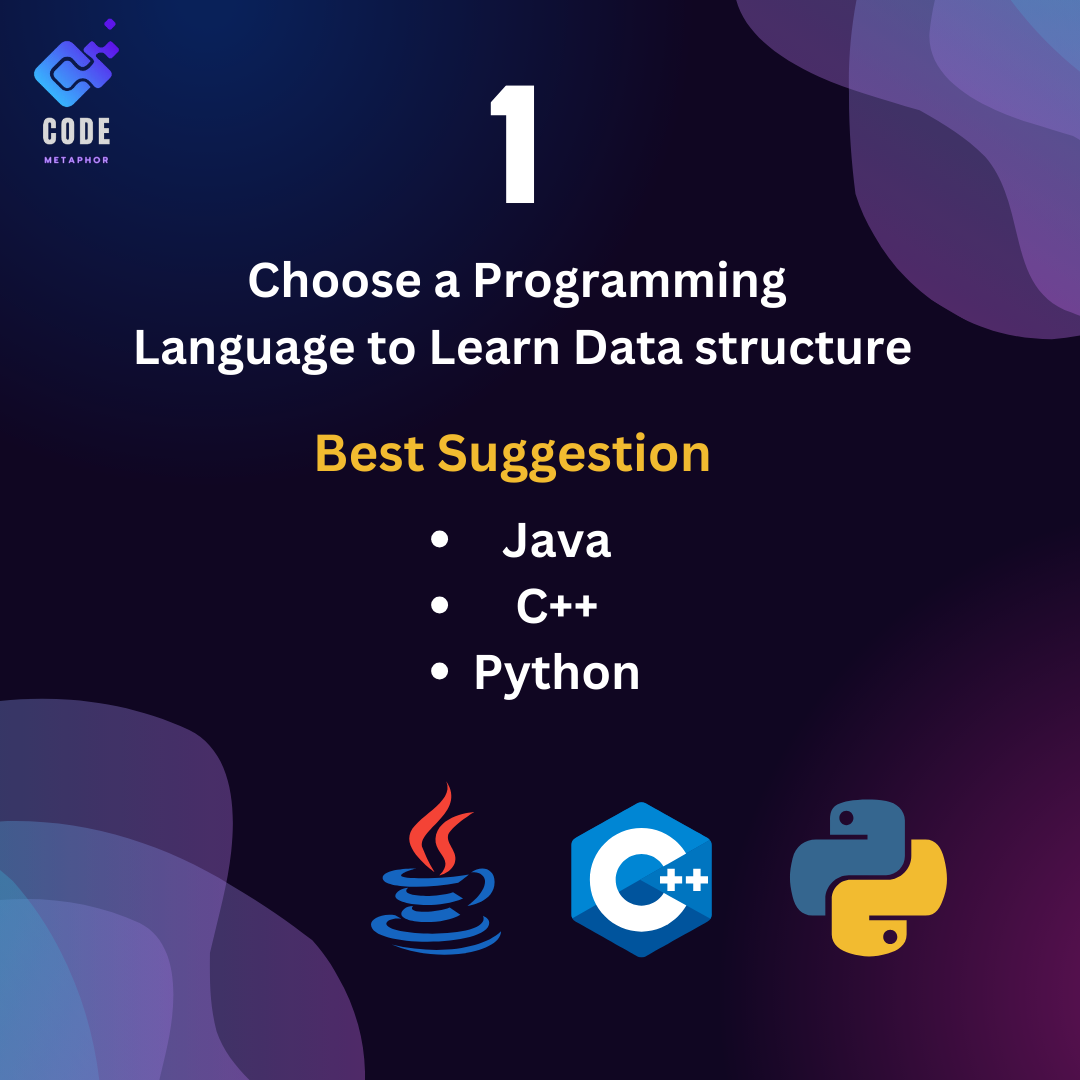 CODE
METAPHOR
1
Choose a Programming
Language to Learn Data structure
Best Suggestion
• Java
• C++
• Python
C++